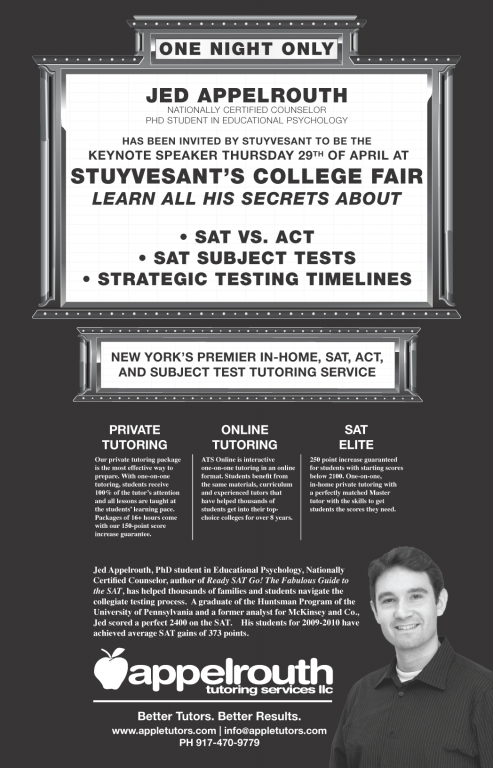 ONE NIGHT ONLY
JED APPELROUTH
NATIONALLY CERTIFIED COUNSELOR
PHD STUDENT IN EDUCATIONAL PSYCHOLOGY
HAS BEEN INVITED BY STUYVESANT TO BE THE
KEYNOTE SPEAKER THURSDAY 29TH OF APRIL AT
STUYVESANT'S COLLEGE FAIR
LEARN ALL HIS SECRETS ABOUT
• SAT VS. ACT
• SAT SUBJECT TESTS
• STRATEGIC TESTING TIMELINES
NEW YORK'S PREMIER IN-HOME, SAT, ACT,
AND SUBJECT TEST TUTORING SERVICE
PRIVATE
TUTORING
Our private tutoring package
is the most effective way to
prepare. With one-on-one
tutoring, students receive
100% of the tutor's attention
and all lessons are taught at
the students' learning pace.
Packages of 16+ hours come
with our 150-point score
increase guarantee.
ONLINE
TUTORING
ATS Online is interactive
one-on-one tutoring in an online
format. Students benefit from
the same materials, curriculum
and experienced tutors that
have helped thousands of
students get into their top-
choice colleges for over 8 years.
SAT
ELITE
250 point increase guaranteed
for students with starting scores
below 2100. One-on-one,
in-home private tutoring with
a perfectly matched Master
tutor with the skills to get
students the scores they need.
Jed Appelrouth, PhD student in Educational Psychology, Nationally
Certified Counselor, author of Ready SAT Go! The Fabulous Guide to
the SAT, has helped thousands of families and students navigate the
collegiate testing process. A graduate of the Huntsman Program of the
University of Pennsylvania and a former analyst for McKinsey and Co.,
Jed scored a perfect 2400 on the SAT. His students for 2009-2010 have
achieved average SAT gains of 373 points.
appelrouth
tutoring services llc
Better Tutors. Better Results.
www.appletutors.com | info@appletutors.com
PH 917-470-9779